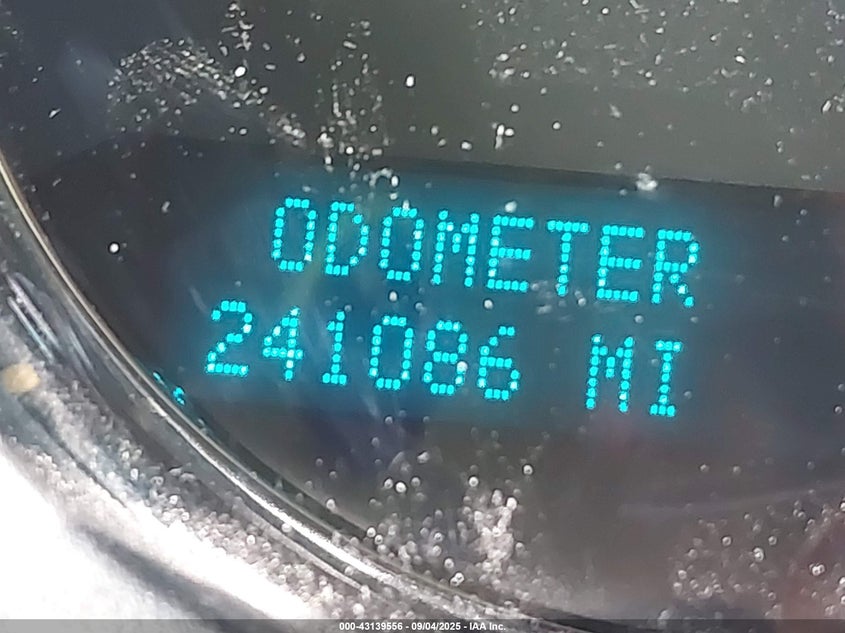 ODOMETER
241086 MI
000-43139556 - 09/04/2025 - IAA Inc.